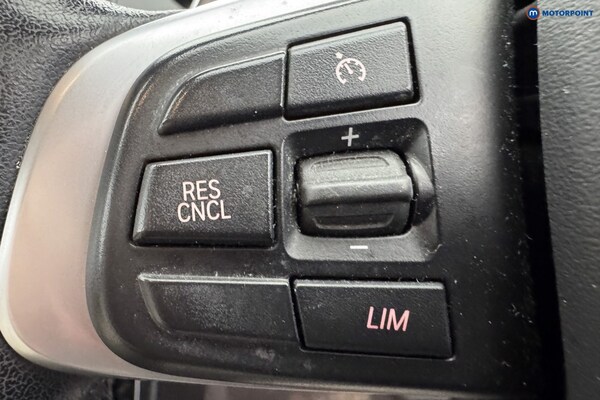 MOTORPOINT
+
RES
CNCL
−
LIM